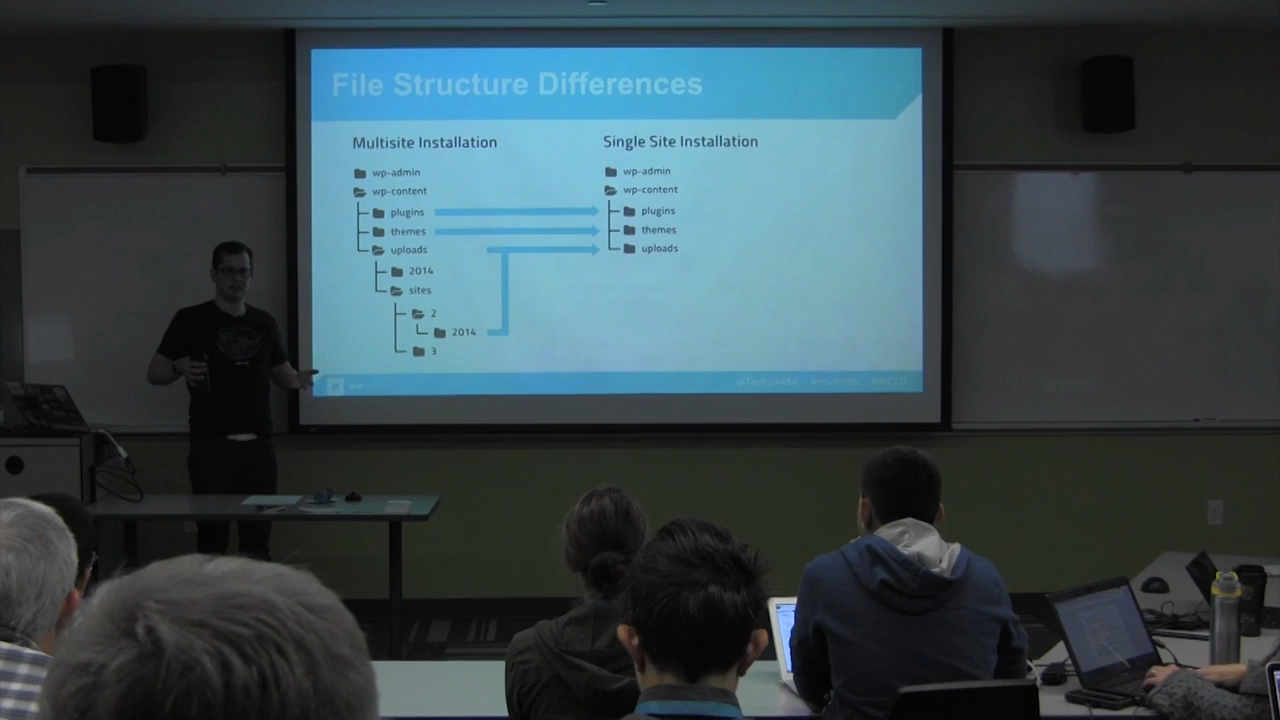 File Structure Differences
Multisite Installation
wp-admin
wp-content
plugins
themes
uploads
2014
sites
2
2014
3
Single Site Installation
wp-admin
wp-content
plugins
themes
uploads